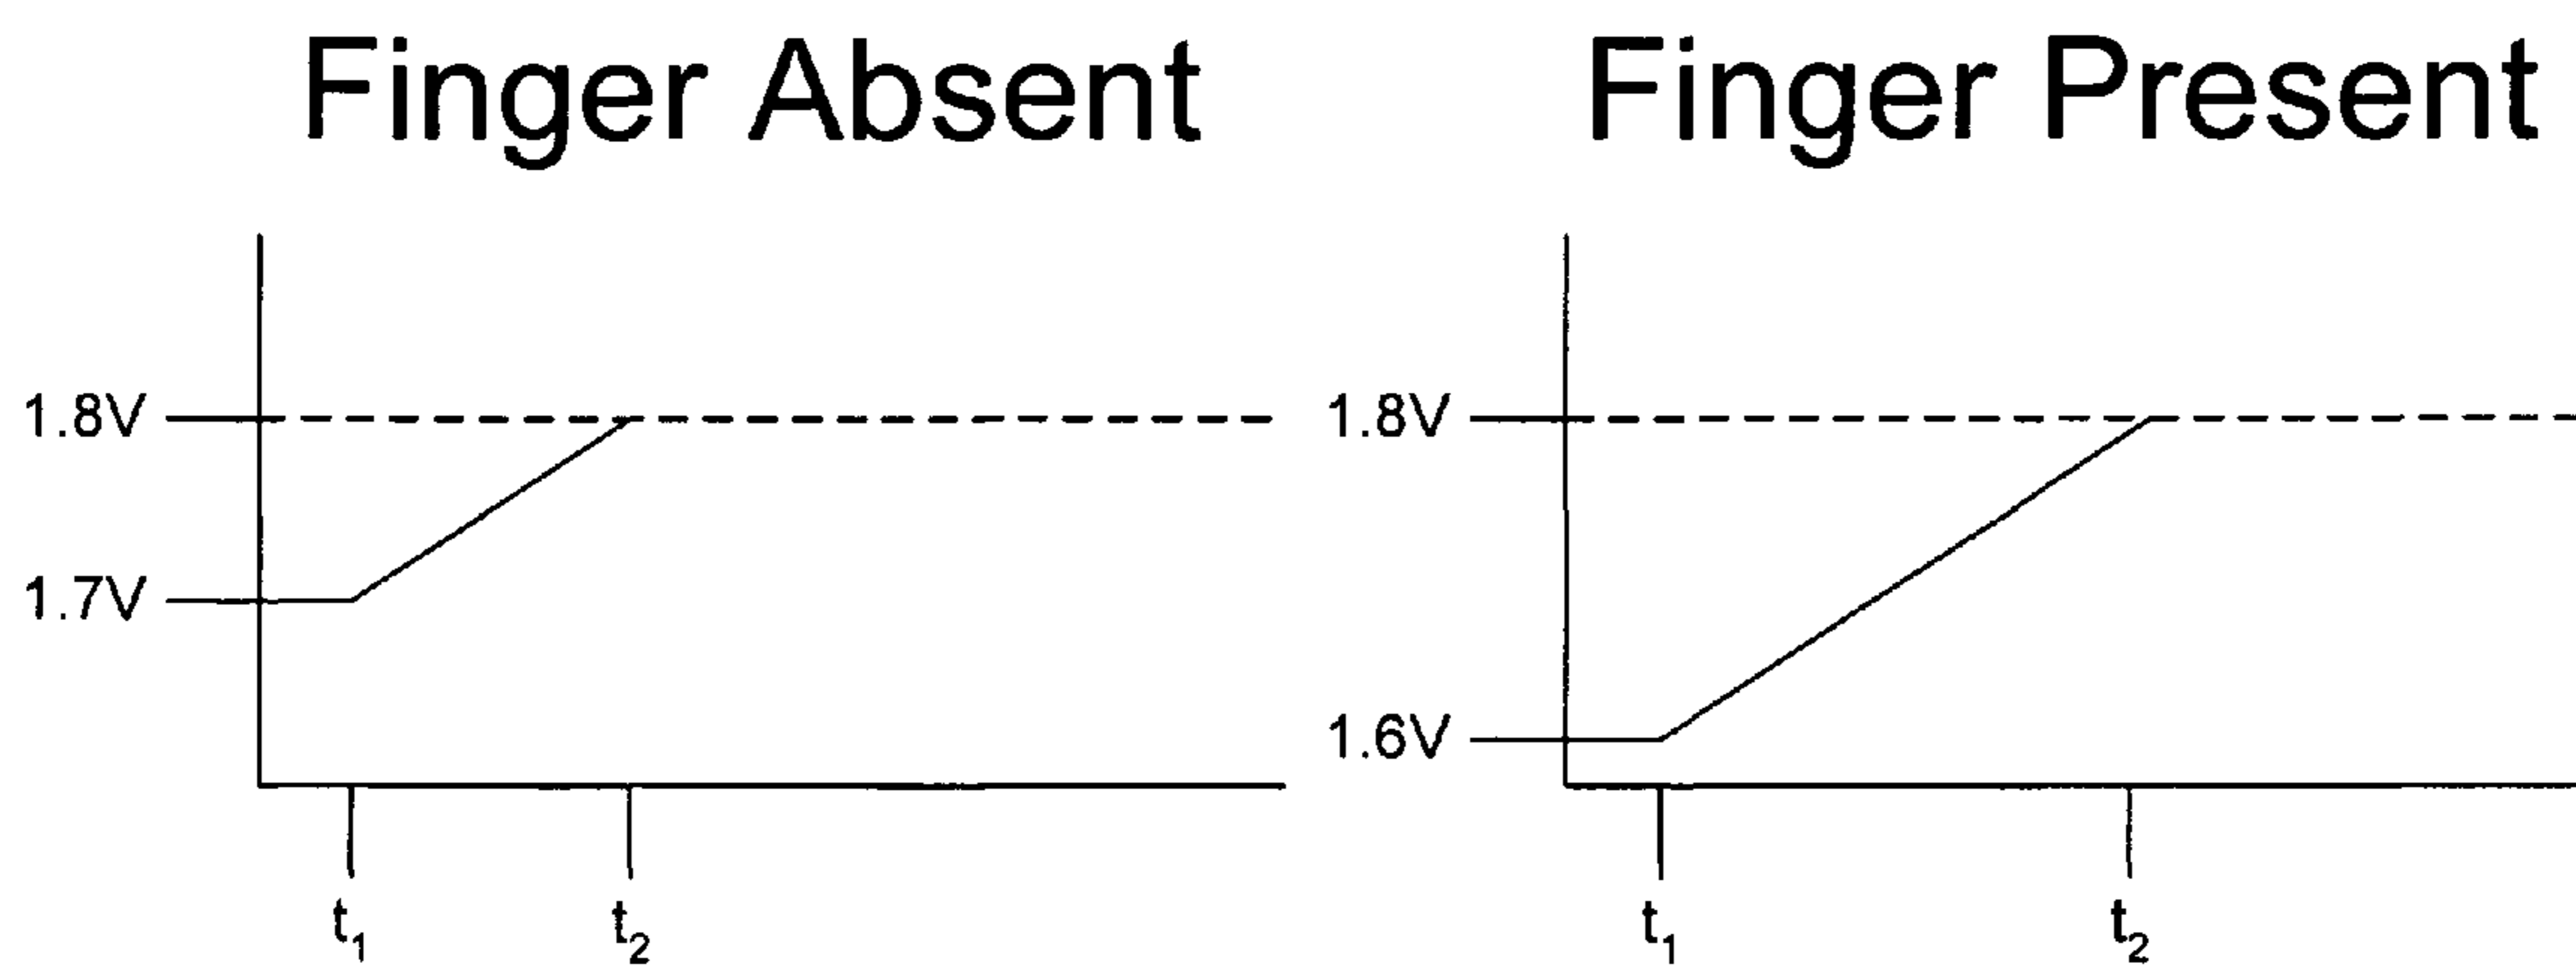 Finger Absent
1.8V
1.7V
t₁ t₂
Finger Present
1.8V
1.6V
t₁ t₂